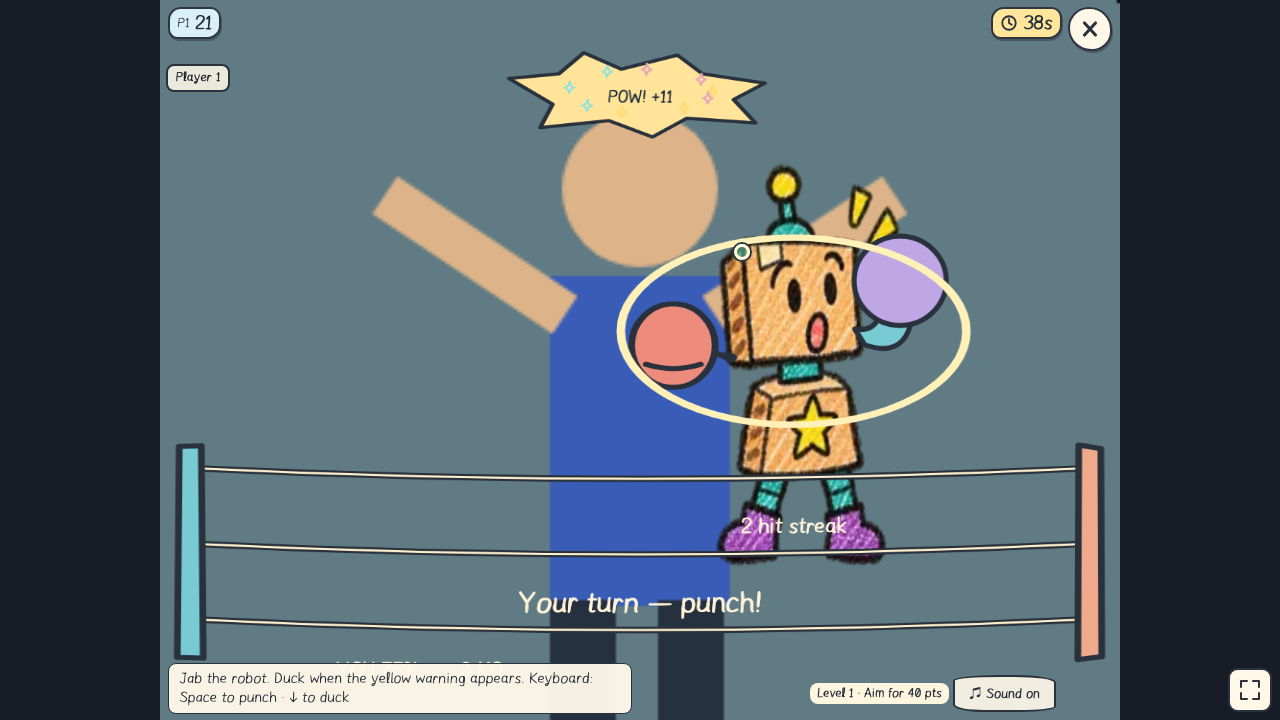 P1 21
38s
Player 1
POW! +11
2 hit streak
Your turn — punch!
Jab the robot. Duck when the yellow warning appears. Keyboard:
Space to punch · ↓ to duck
Level 1 · Aim for 40 pts
Sound on